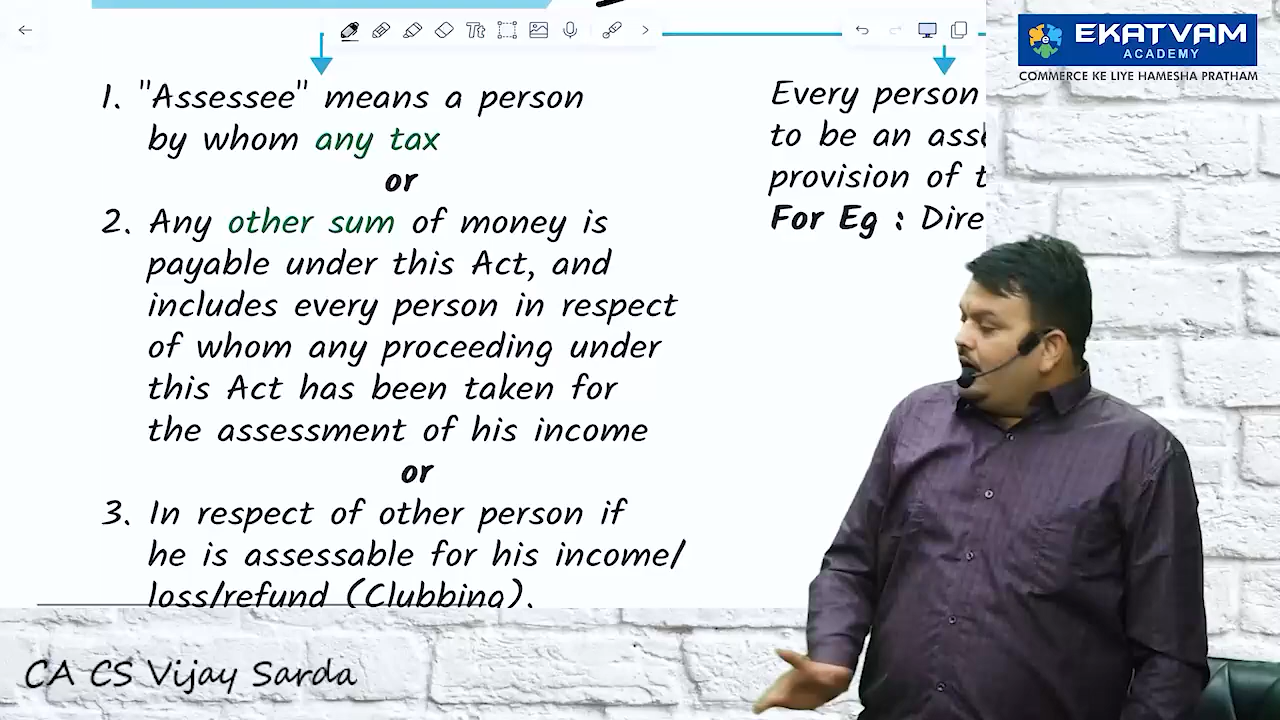 EKATVAM
ACADEMY
COMMERCE KE LIYE HAMESHA PRATHAM
Tt
1. "Assessee" means a person
by whom any tax
or
2. Any other sum of money is
payable under this Act, and
includes every person in respect
of whom any proceeding under
this Act has been taken for
the assessment of his income
or
3. In respect of other person if
he is assessable for his income/
loss/refund (Clubbing).
Every person
to be an
provision of
For Eg :
CA CS Vijay Sarda